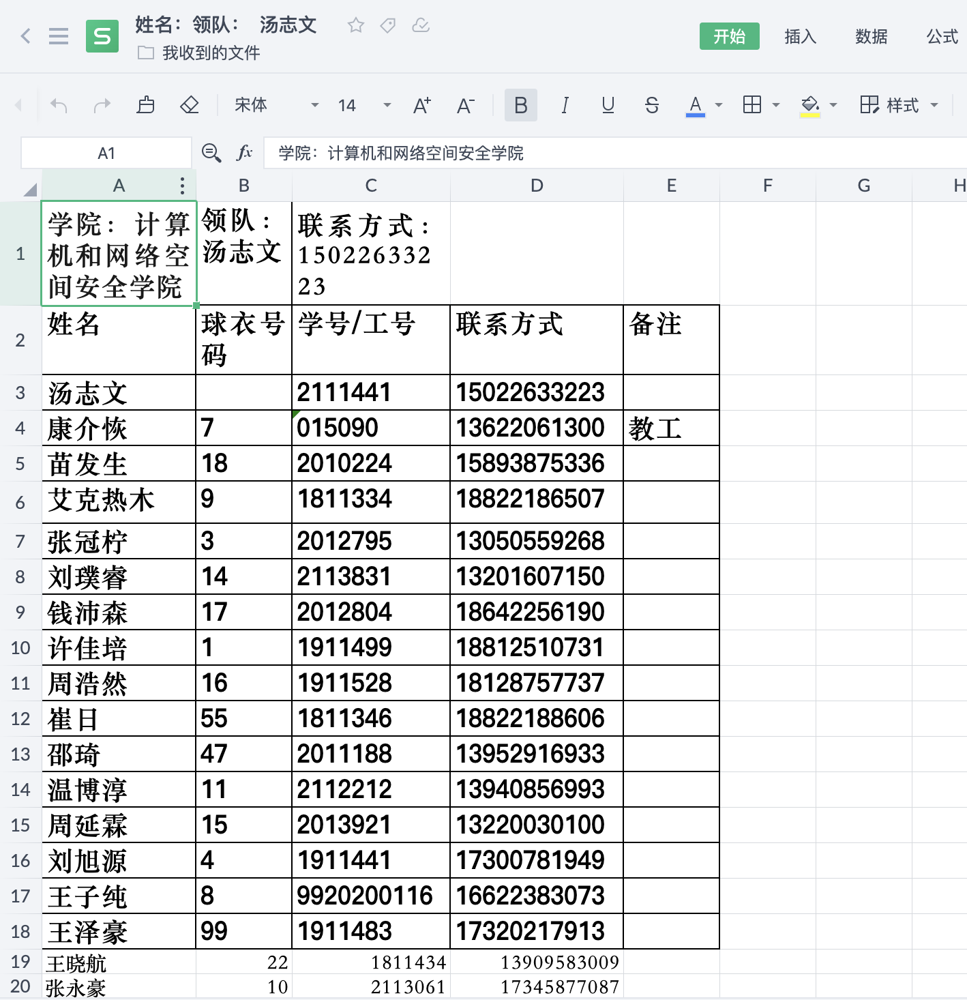 姓名：领队： 汤志文
我收到的文件
开始 插入 数据 公式
宋体 14 A+ A- B I U S A 样式
A1 fx 学院：计算机和网络空间安全学院
A B C D E F G H
1 学院：计算 领队： 联系方式：
机和网络空 汤志文 150226332
间安全学院 23
2 姓名 球衣号 学号/工号 联系方式 备注
码
3 汤志文 2111441 15022633223
4 康介恢 7 015090 13622061300 教工
5 苗发生 18 2010224 15893875336
6 艾克热木 9 1811334 18822186507
7 张冠柠 3 2012795 13050559268
8 刘璞睿 14 2113831 13201607150
9 钱沛森 17 2012804 18642256190
10 许佳培 1 1911499 18812510731
11 周浩然 16 1911528 18128757737
12 崔日 55 1811346 18822188606
13 邵琦 47 2011188 13952916933
14 温博淳 11 2112212 13940856993
15 周延霖 15 2013921 13220030100
16 刘旭源 4 1911441 17300781949
17 王子纯 8 9920200116 16622383073
18 王泽豪 99 1911483 17320217913
19 王晓航 22 1811434 13909583009
20 张永豪 10 2113061 17345877087